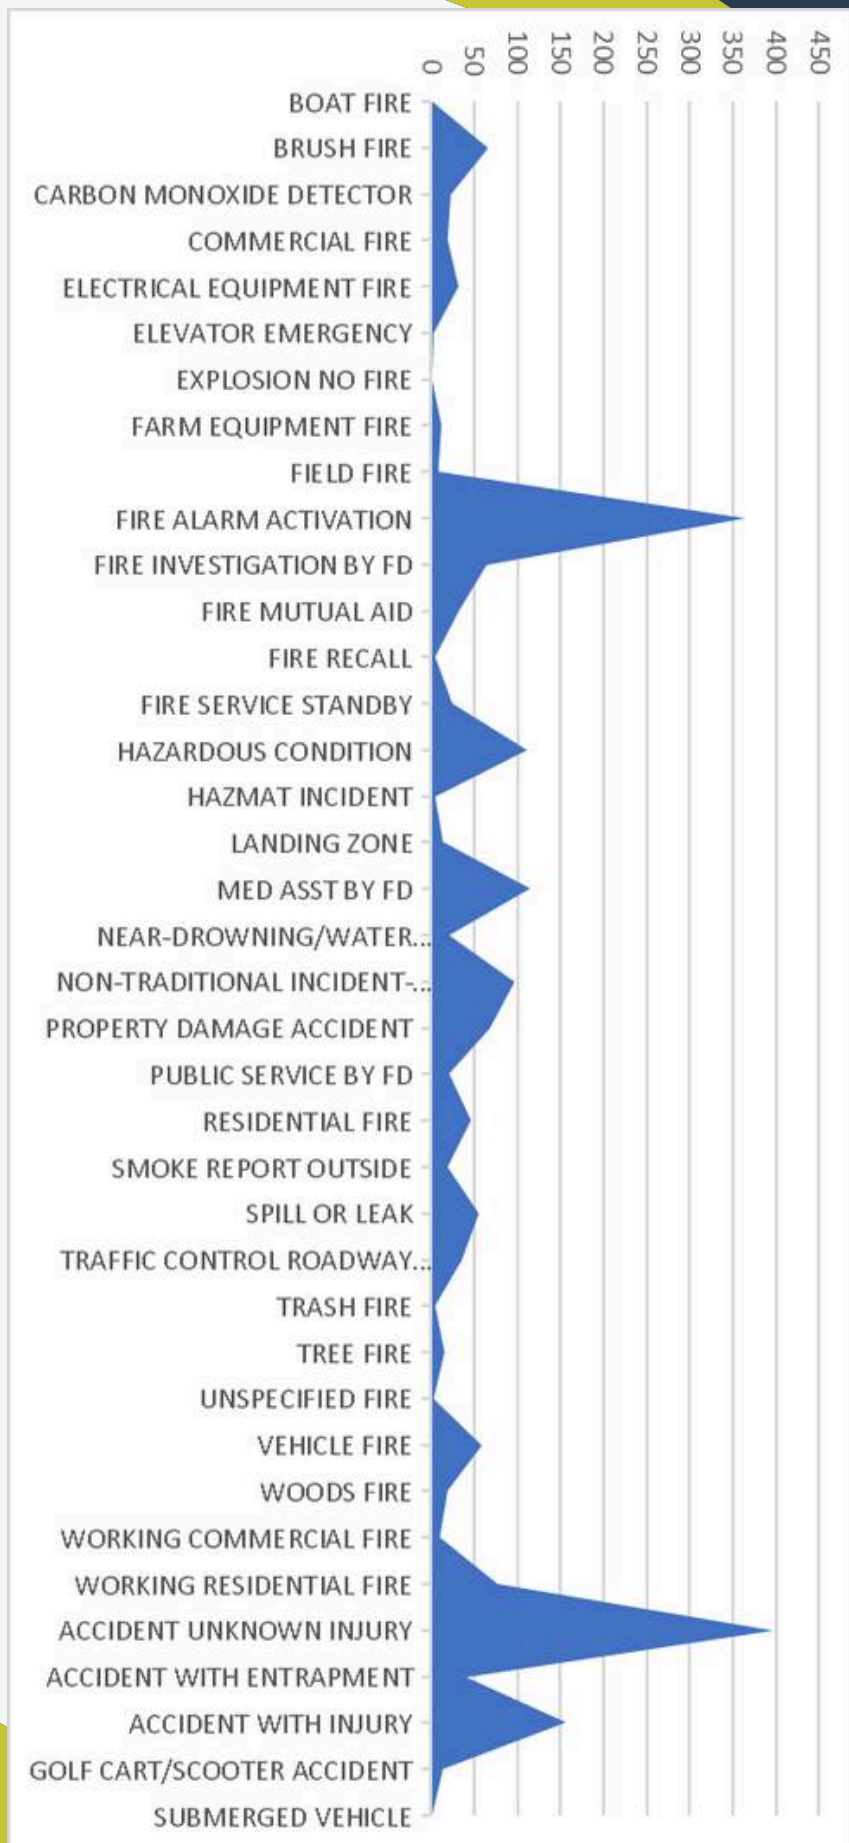 0
50
100
150
200
250
300
350
400
450
BOAT FIRE
BRUSH FIRE
CARBON MONOXIDE DETECTOR
COMMERCIAL FIRE
ELECTRICAL EQUIPMENT FIRE
ELEVATOR EMERGENCY
EXPLOSION NO FIRE
FARM EQUIPMENT FIRE
FIELD FIRE
FIRE ALARM ACTIVATION
FIRE INVESTIGATION BY FD
FIRE MUTUAL AID
FIRE RECALL
FIRE SERVICE STANDBY
HAZARDOUS CONDITION
HAZMAT INCIDENT
LANDING ZONE
MED ASST BY FD
NEAR-DROWNING/WATER...
NON-TRADITIONAL INCIDENT-...
PROPERTY DAMAGE ACCIDENT
PUBLIC SERVICE BY FD
RESIDENTIAL FIRE
SMOKE REPORT OUTSIDE
SPILL OR LEAK
TRAFFIC CONTROL ROADWAY...
TRASH FIRE
TREE FIRE
UNSPECIFIED FIRE
VEHICLE FIRE
WOODS FIRE
WORKING COMMERCIAL FIRE
WORKING RESIDENTIAL FIRE
ACCIDENT UNKNOWN INJURY
ACCIDENT WITH ENTRAPMENT
ACCIDENT WITH INJURY
GOLF CART/SCOOTER ACCIDENT
SUBMERGED VEHICLE